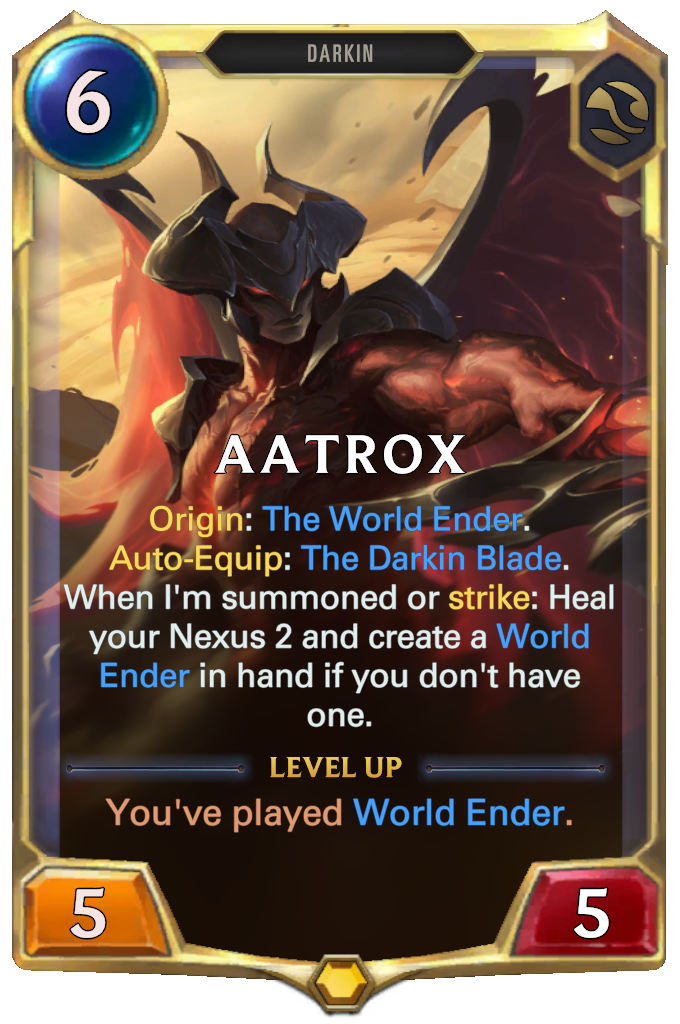 DARKIN
6
AATROX
Origin: The World Ender.
Auto-Equip: The Darkin Blade.
When I'm summoned or strike: Heal
your Nexus 2 and create a World
Ender in hand if you don't have
one.
LEVEL UP
You've played World Ender.
5
5